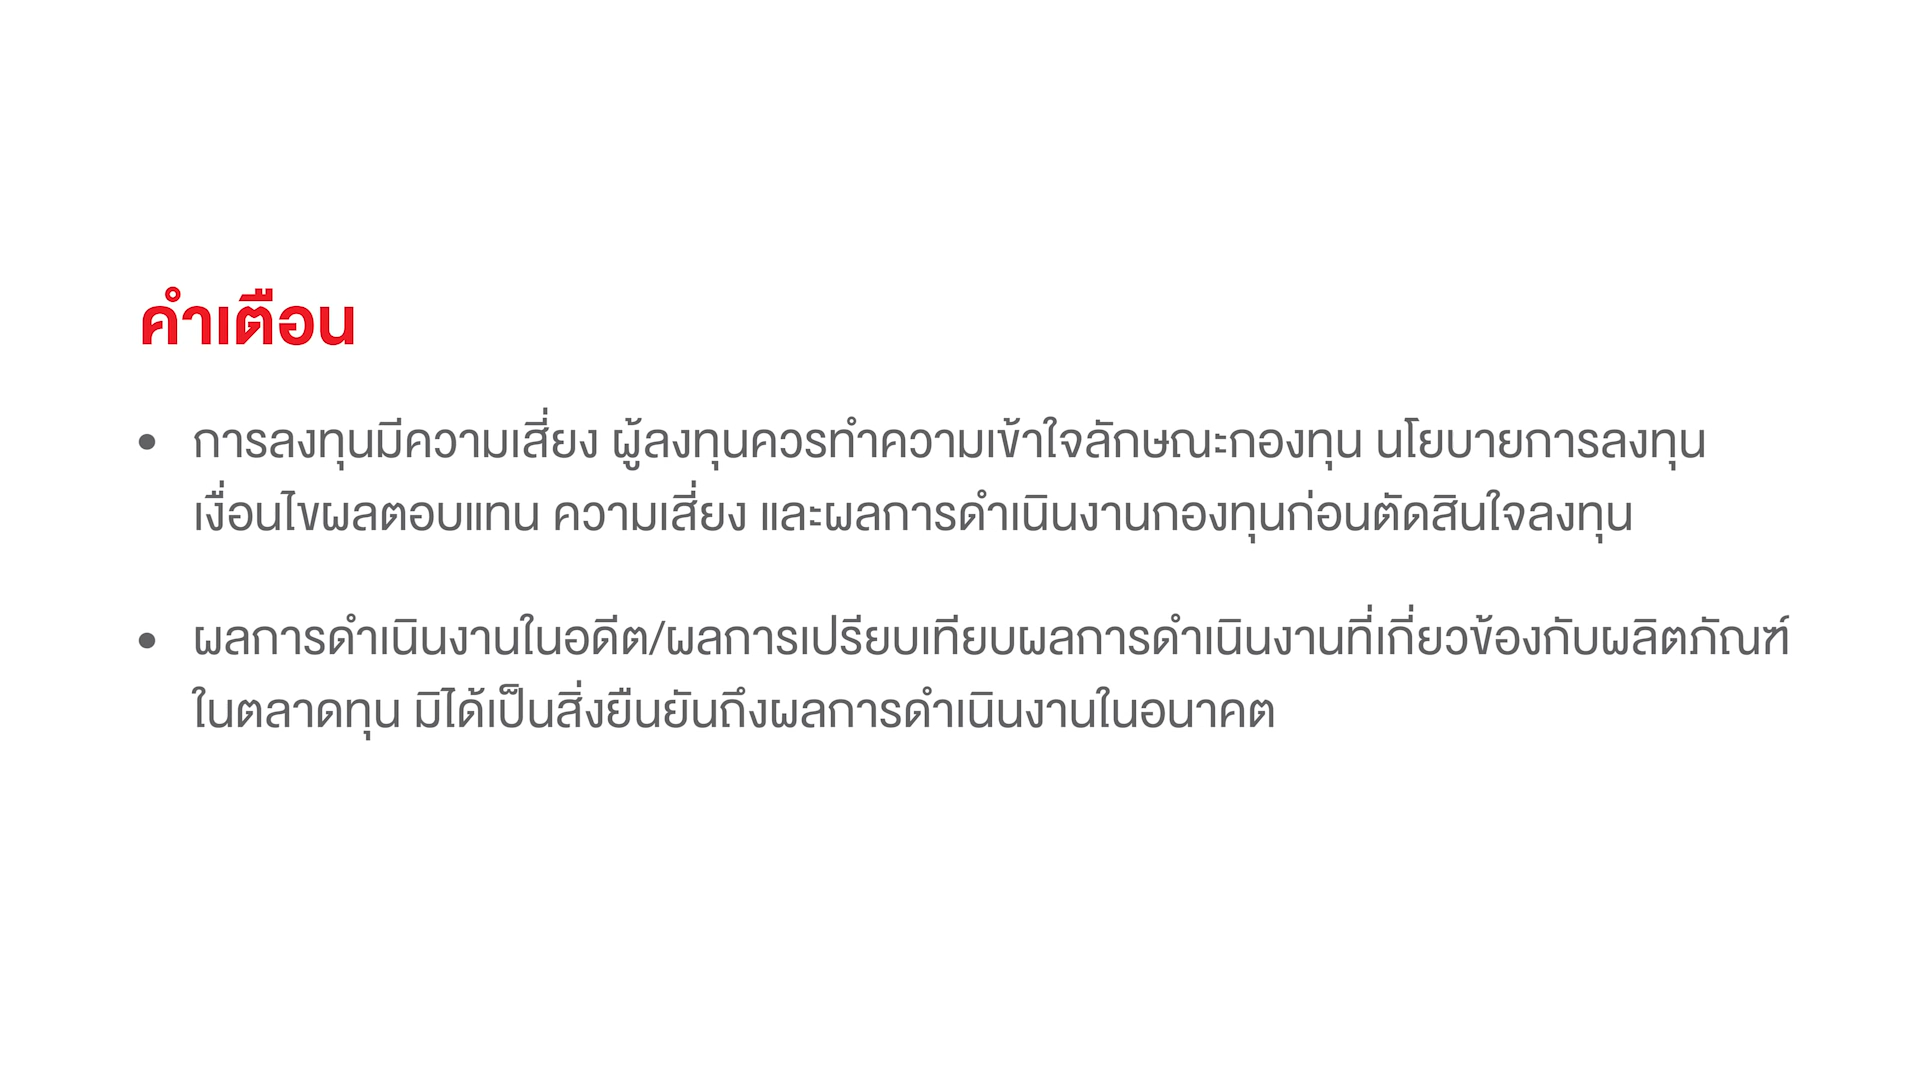 คำเตือน
• การลงทุนมีความเสี่ยง ผู้ลงทุนควรทำความเข้าใจลักษณะกองทุน นโยบายการลงทุน
เงื่อนไขผลตอบแทน ความเสี่ยง และผลการดำเนินงานกองทุนก่อนตัดสินใจลงทุน
• ผลการดำเนินงานในอดีต/ผลการเปรียบเทียบผลการดำเนินงานที่เกี่ยวข้องกับผลิตภัณฑ์
ในตลาดทุน มิได้เป็นสิ่งยืนยันถึงผลการดำเนินงานในอนาคต